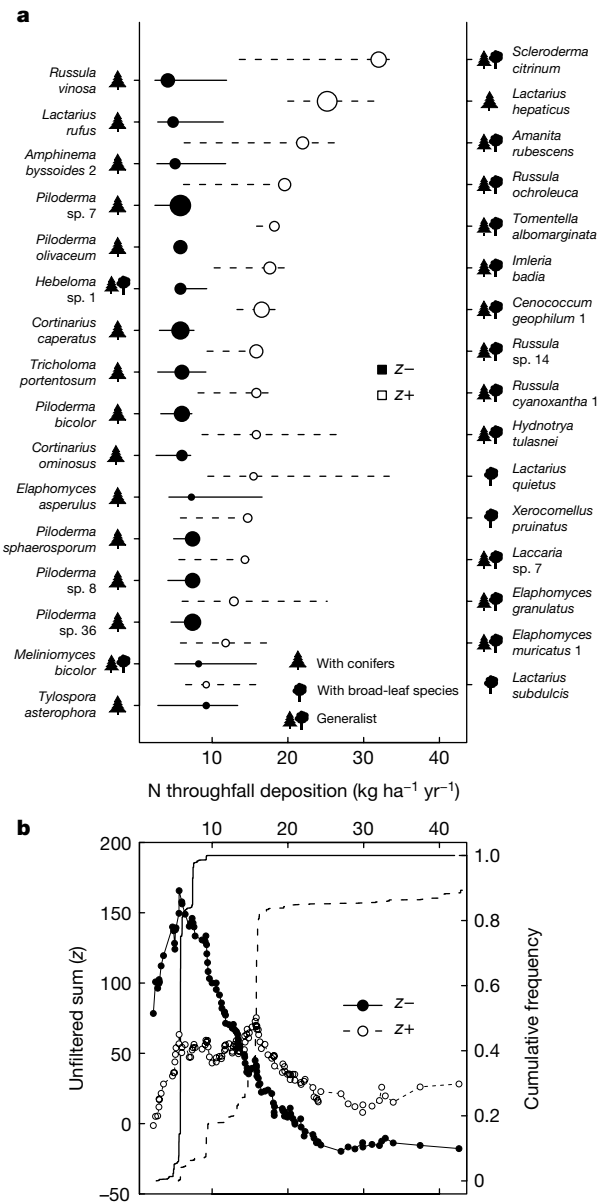 a
Russula
vinosa
Lactarius
rufus
Amphinema
byssoides 2
Piloderma
sp. 7
Piloderma
olivaceum
Hebeloma
sp. 1
Cortinarius
caperatus
Tricholoma
portentosum
Piloderma
bicolor
Cortinarius
ominosus
Elaphomyces
asperulus
Piloderma
sphaerosporum
Piloderma
sp. 8
Piloderma
sp. 36
Meliniomyces
bicolor
Tylospora
asterophora
z−
z+
With conifers
With broad-leaf species
Generalist
Scleroderma
citrinum
Lactarius
hepaticus
Amanita
rubescens
Russula
ochroleuca
Tomentella
albomarginata
Imleria
badia
Cenococcum
geophilum 1
Russula
sp. 14
Russula
cyanoxantha 1
Hydnotrya
tulasnei
Lactarius
quietus
Xerocomellus
pruinatus
Laccaria
sp. 7
Elaphomyces
granulatus
Elaphomyces
muricatus 1
Lactarius
subdulcis
10 20 30 40
N throughfall deposition (kg ha−1 yr−1)
b
10 20 30 40
200
150
100
50
0
−50
Unfiltered sum (z)
z−
z+
1.0
0.8
0.6
0.4
0.2
0
Cumulative frequency